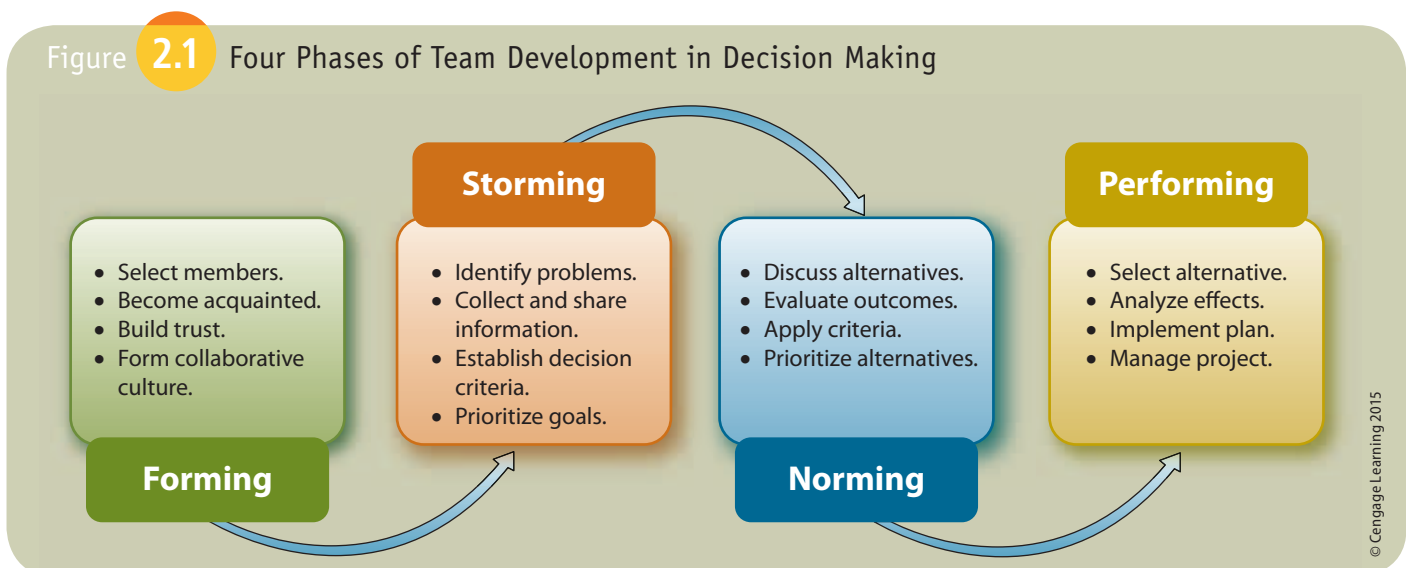 Figure 2.1 Four Phases of Team Development in Decision Making
• Select members.
• Become acquainted.
• Build trust.
• Form collaborative
culture.
Forming
Storming
• Identify problems.
• Collect and share
information.
• Establish decision
criteria.
• Prioritize goals.
• Discuss alternatives.
• Evaluate outcomes.
• Apply criteria.
• Prioritize alternatives.
Norming
Performing
• Select alternative.
• Analyze effects.
• Implement plan.
• Manage project.
© Cengage Learning 2015